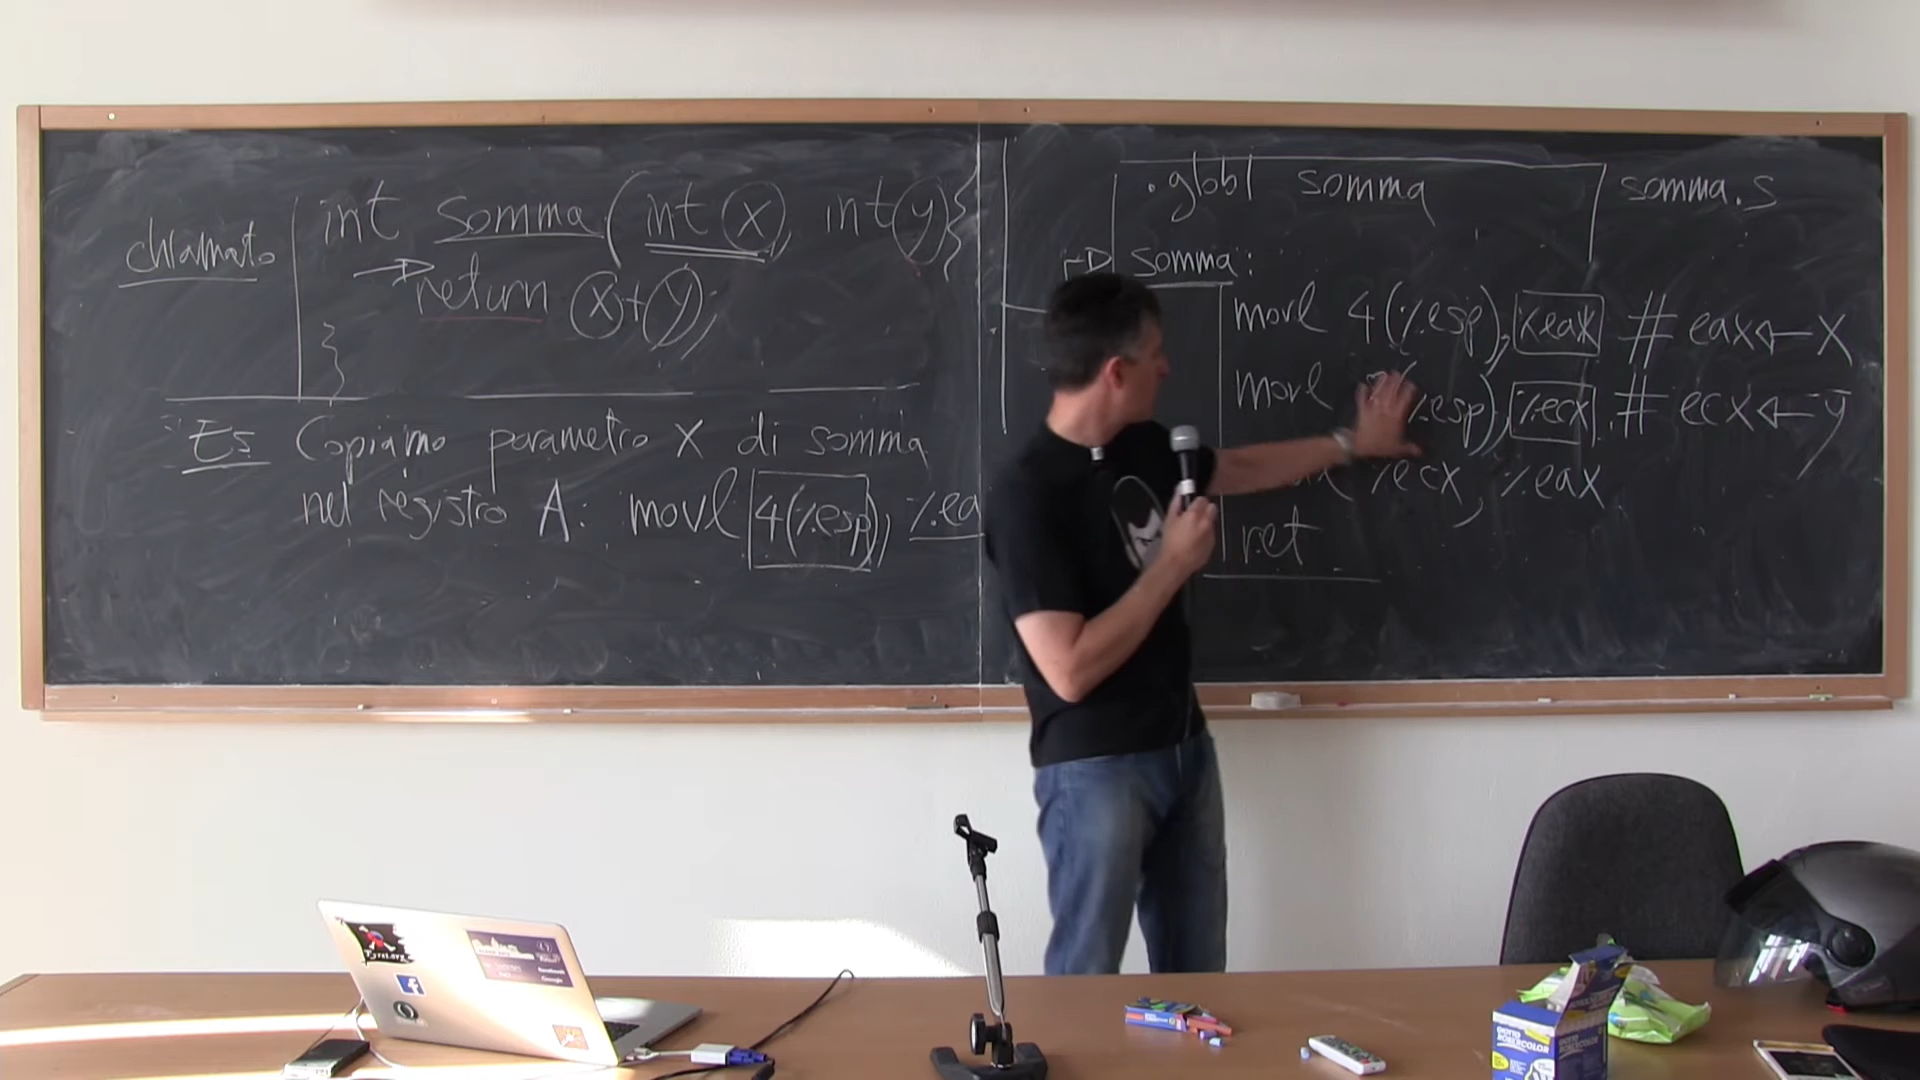 chiamato
int somma (int x, int y) {
return x+y;
}
Es Copiamo parametro x di somma
nel registro A: movl 4(%esp), %ea
.globl somma
somma.s
somma:
movl 4(%esp), %eax # eax ← x
movl (%esp), %ecx # ecx ← y
%ecx, %eax
ret